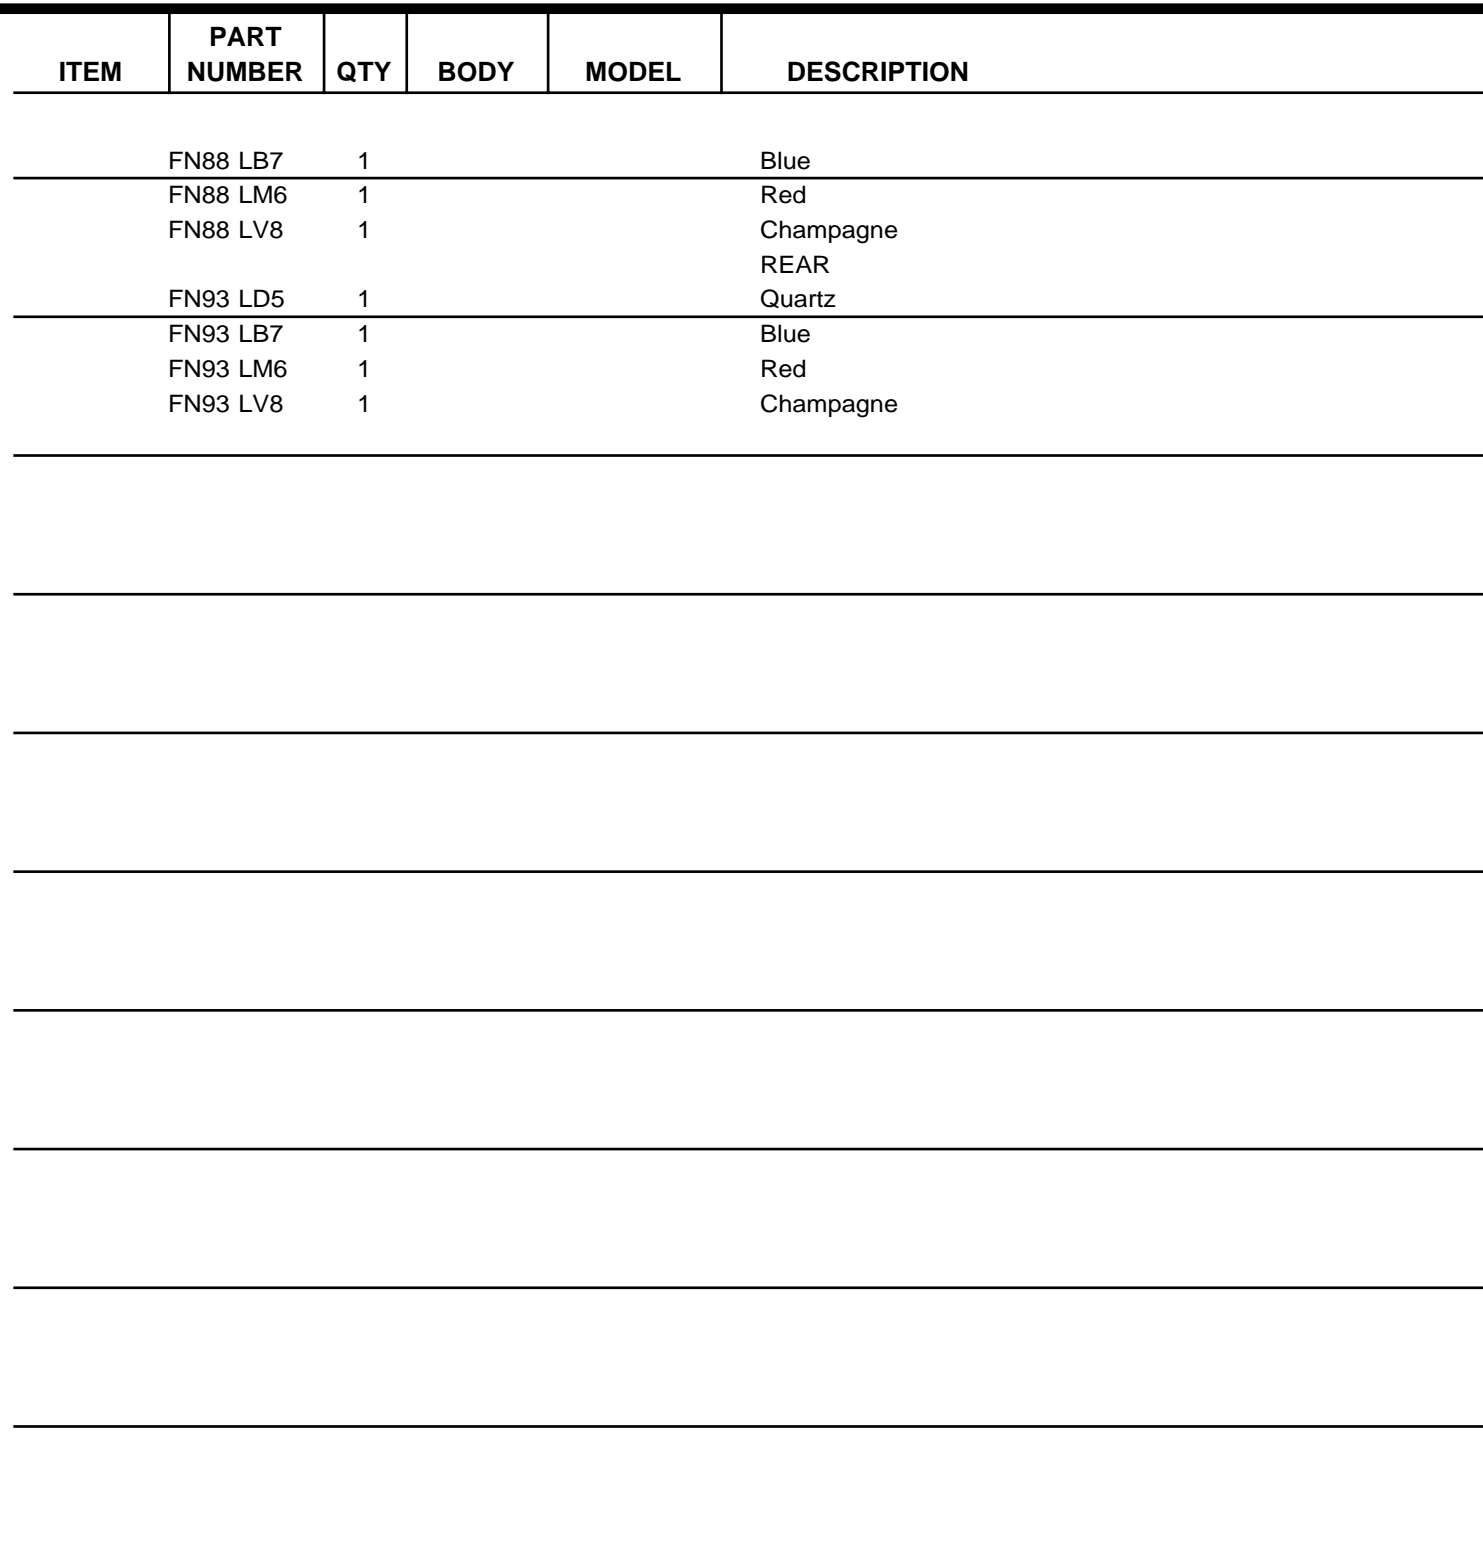 PART
ITEM NUMBER QTY BODY MODEL DESCRIPTION
FN88 LB7 1 Blue
FN88 LM6 1 Red
FN88 LV8 1 Champagne
REAR
FN93 LD5 1 Quartz
FN93 LB7 1 Blue
FN93 LM6 1 Red
FN93 LV8 1 Champagne